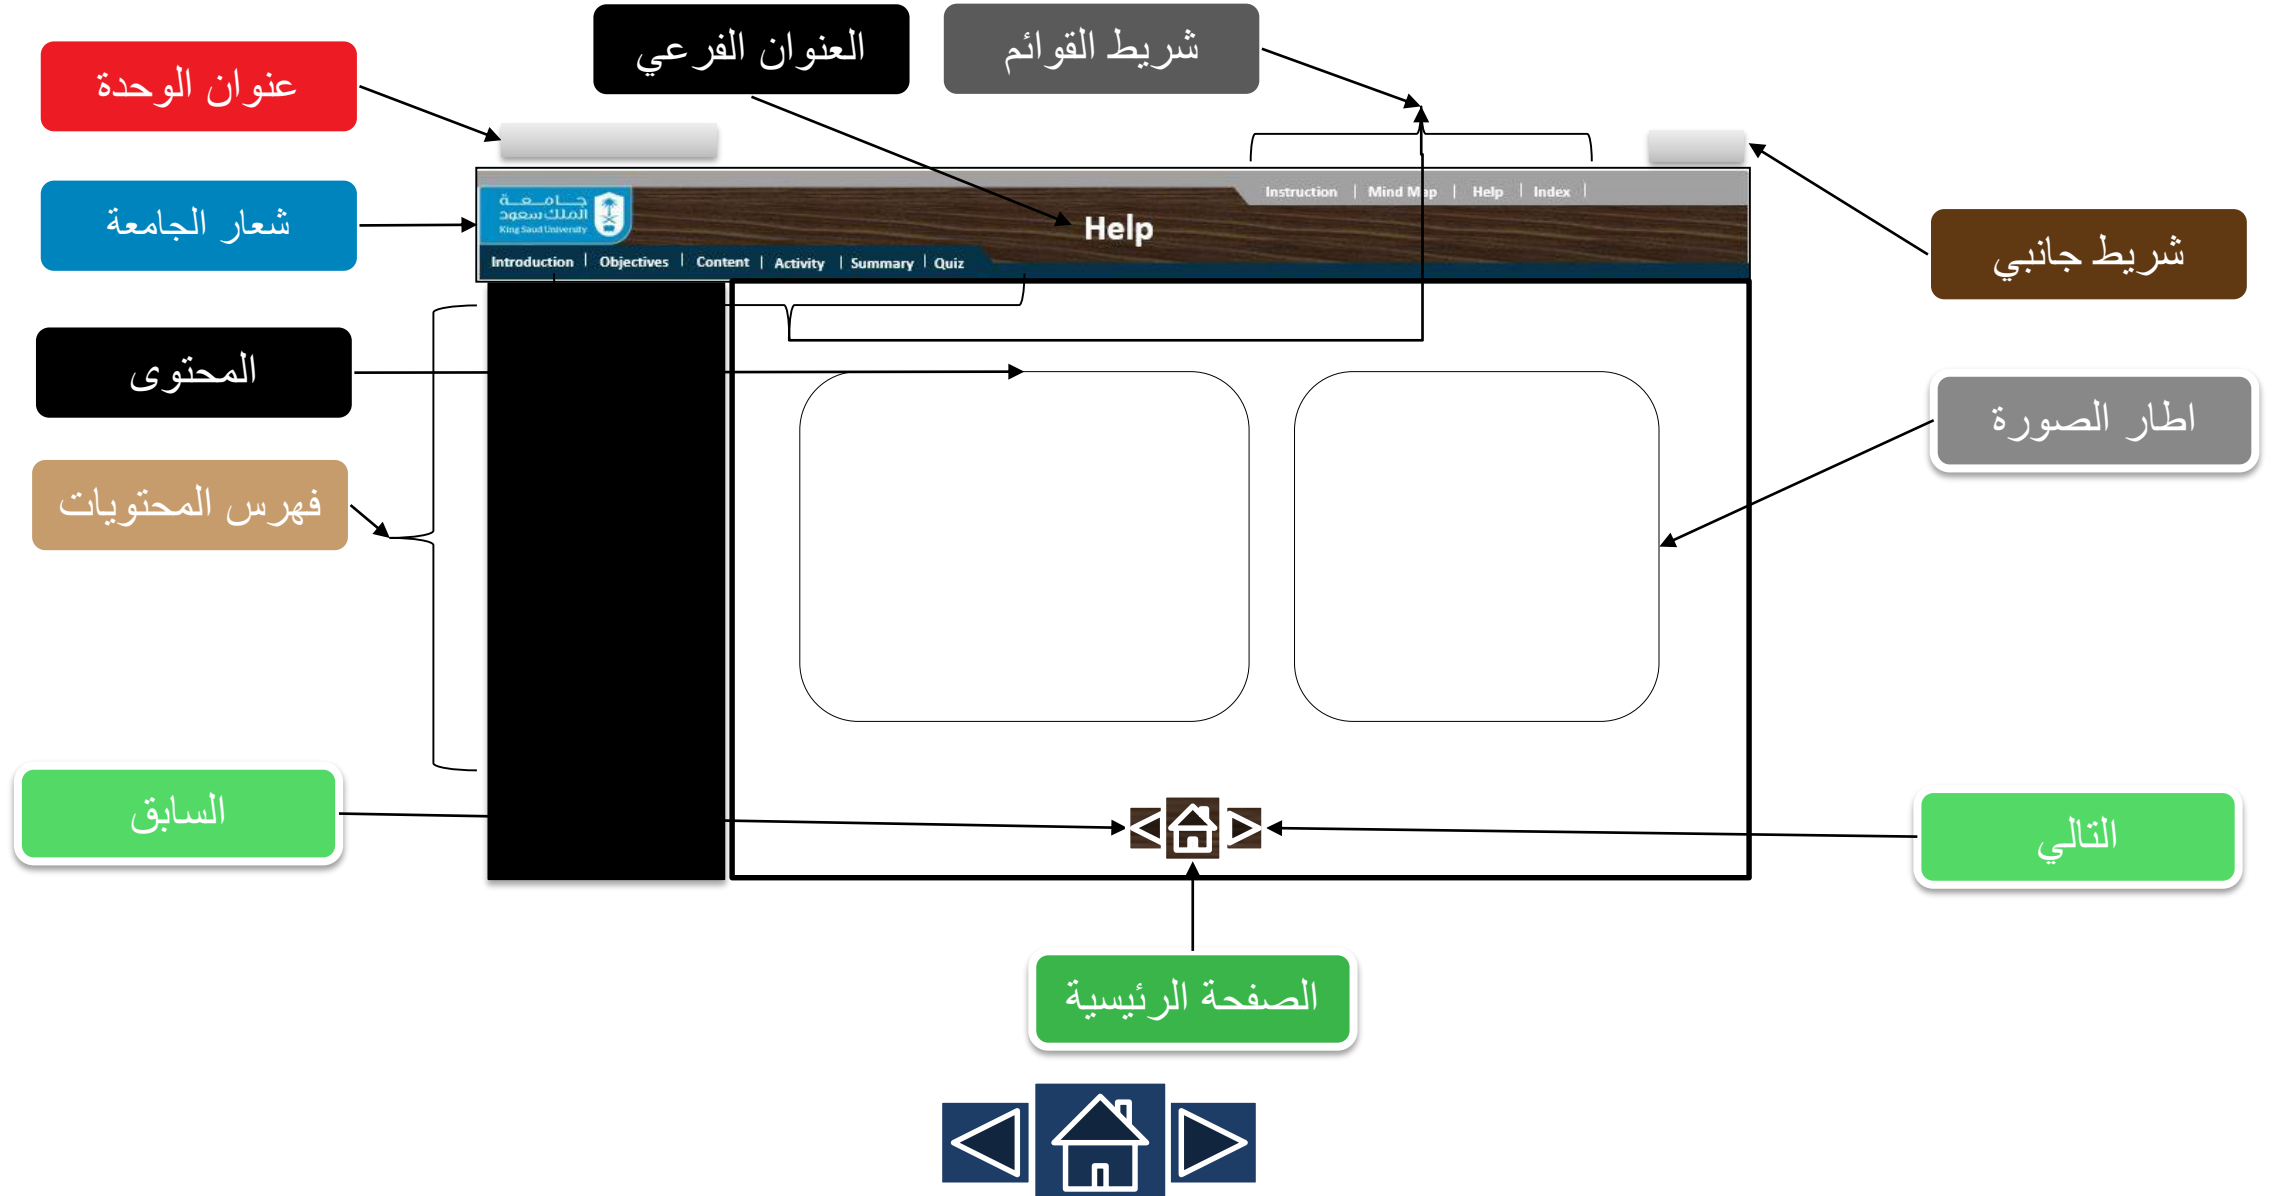 العنوان الفرعي
شريط القوائم
عنوان الوحدة
شعار الجامعة
جامعة
الملك سعود
King Saud University
Instruction | Mind Map | Help | Index |
Help
Introduction | Objectives | Content | Activity | Summary | Quiz
شريط جانبي
المحتوى
اطار الصورة
فهرس المحتويات
السابق
التالي
الصفحة الرئيسية